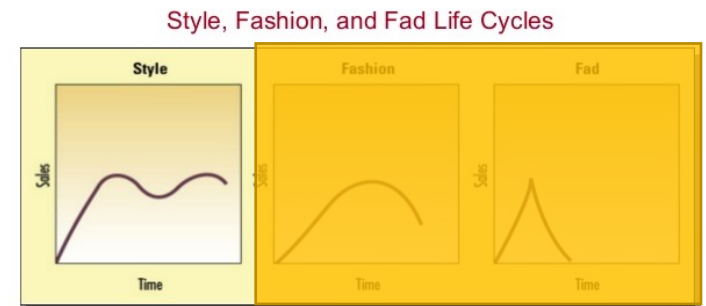 Style, Fashion, and Fad Life Cycles
Style
Fashion
Fad
Sales
Sales
Sales
Time
Time
Time